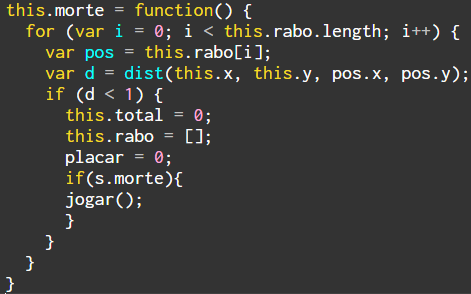 this.morte = function() {
  for (var i = 0; i < this.rabo.length; i++) {
    var pos = this.rabo[i];
    var d = dist(this.x, this.y, pos.x, pos.y);
    if (d < 1) {
      this.total = 0;
      this.rabo = [];
      placar = 0;
      if(s.morte){
      jogar();
      }
    }
  }
}